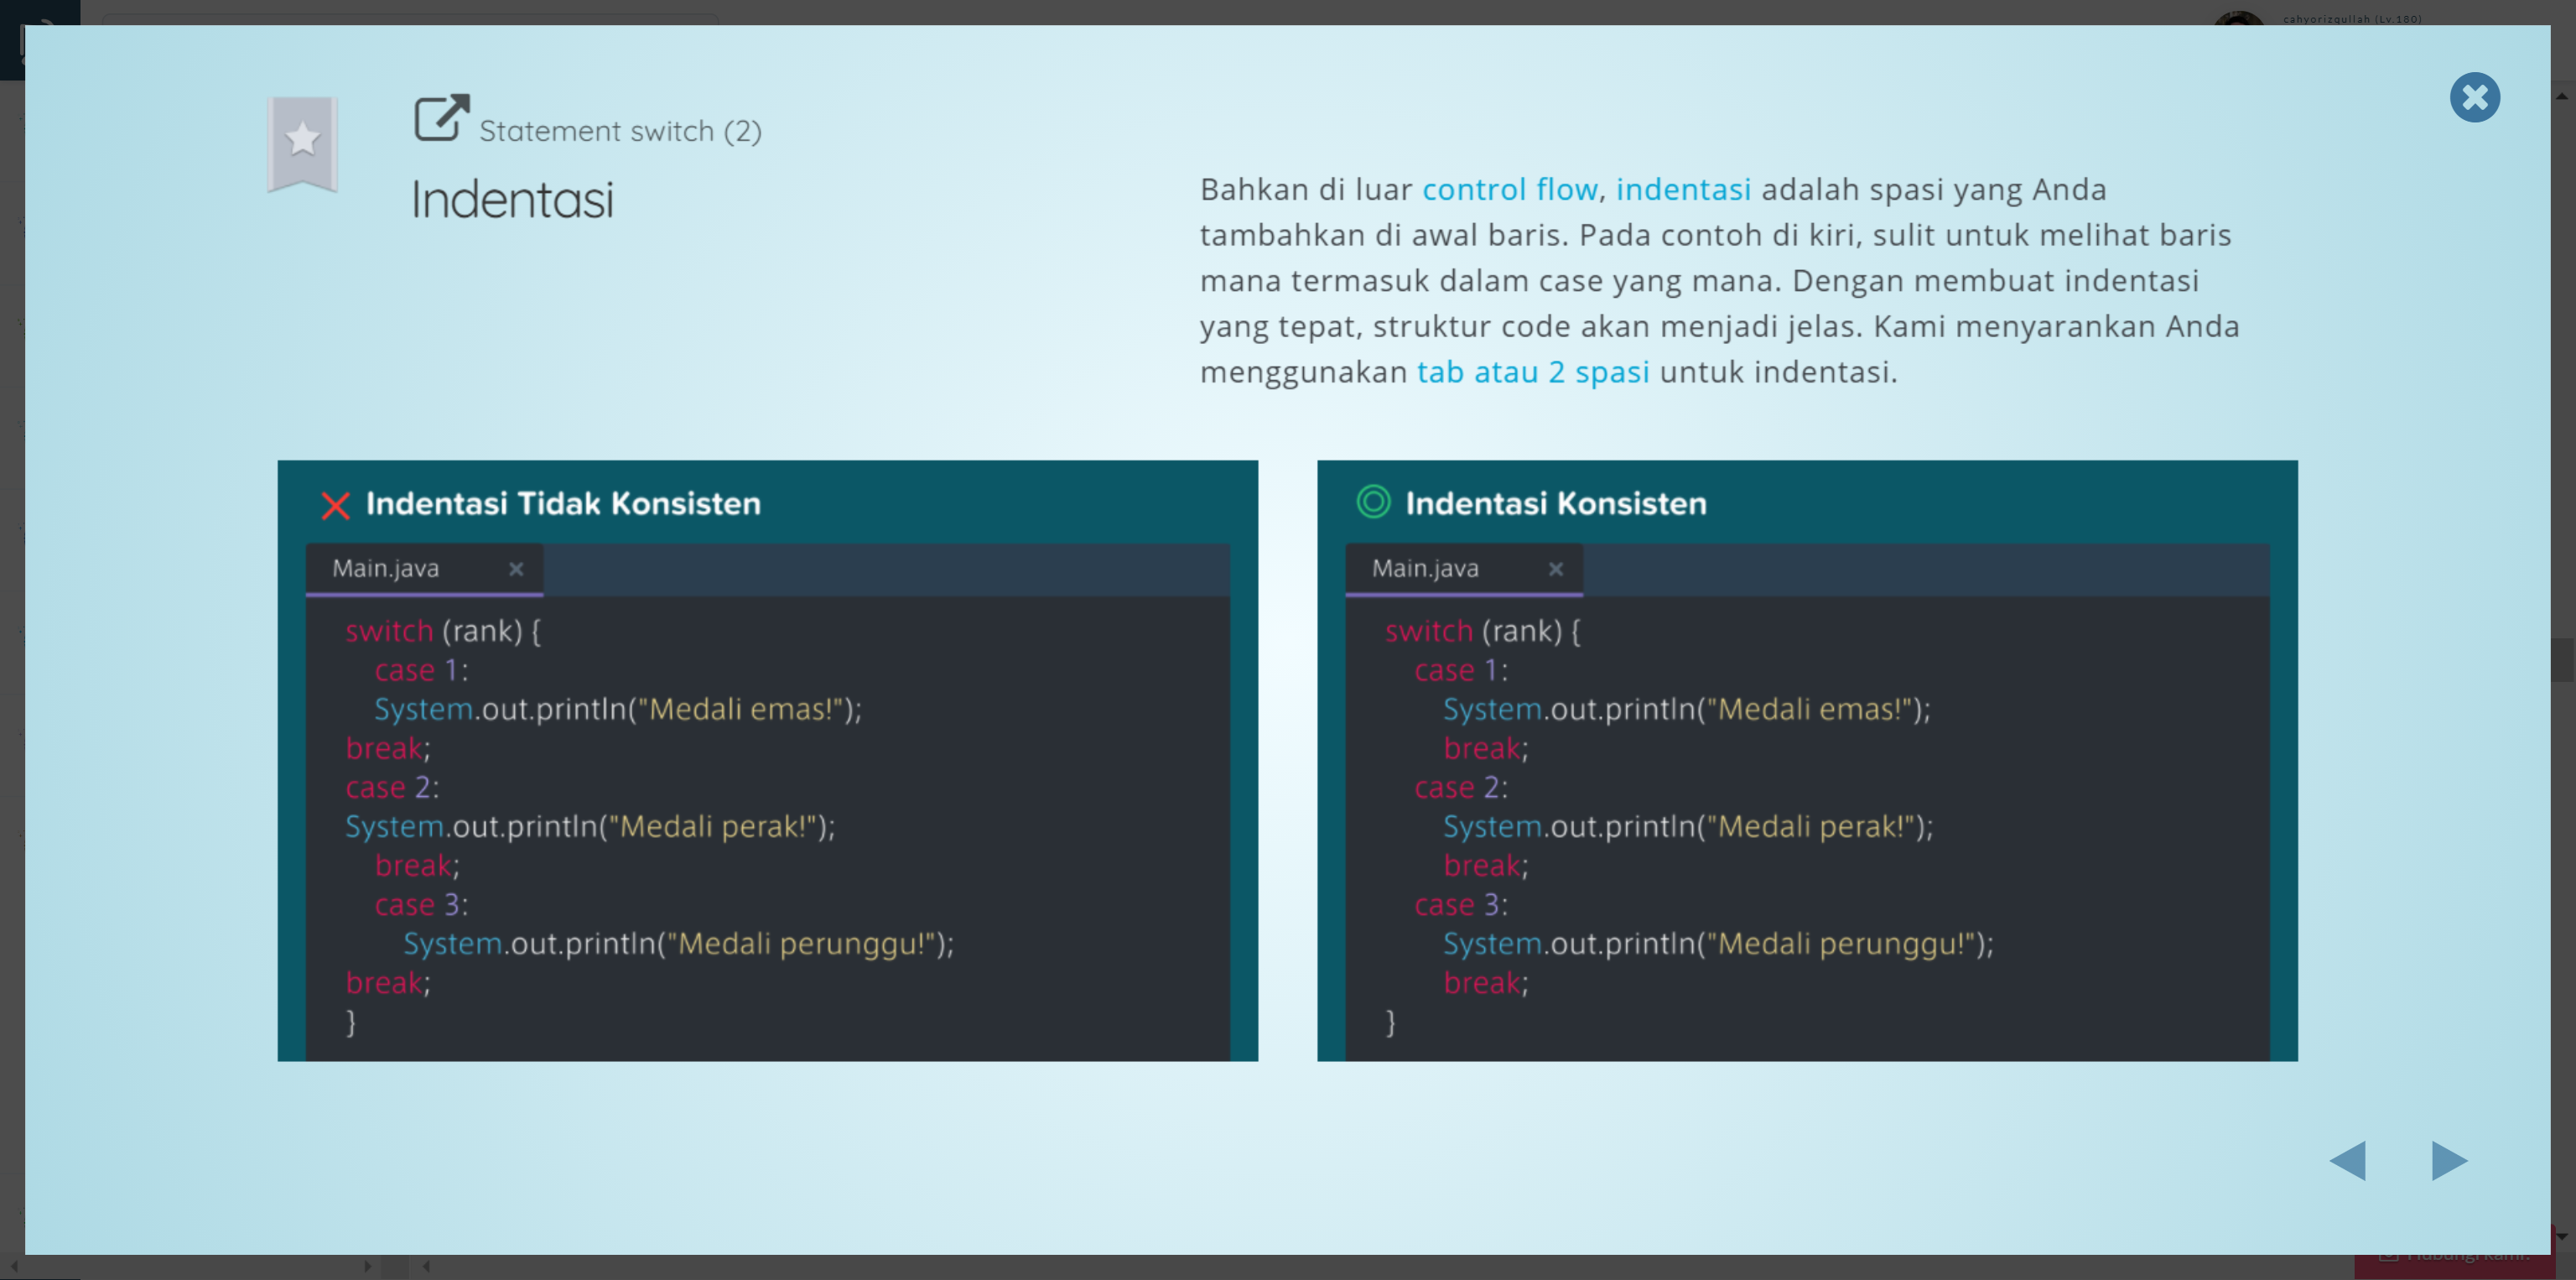 cahyorizqullah (Lv.180)
Statement switch (2)
Indentasi
Bahkan di luar control flow, indentasi adalah spasi yang Anda
tambahkan di awal baris. Pada contoh di kiri, sulit untuk melihat baris
mana termasuk dalam case yang mana. Dengan membuat indentasi
yang tepat, struktur code akan menjadi jelas. Kami menyarankan Anda
menggunakan tab atau 2 spasi untuk indentasi.
Indentasi Tidak Konsisten
Main.java ×
switch (rank) {
case 1:
System.out.println("Medali emas!");
break;
case 2:
System.out.println("Medali perak!");
break;
case 3:
System.out.println("Medali perunggu!");
break;
}
Indentasi Konsisten
Main.java ×
switch (rank) {
case 1:
System.out.println("Medali emas!");
break;
case 2:
System.out.println("Medali perak!");
break;
case 3:
System.out.println("Medali perunggu!");
break;
}